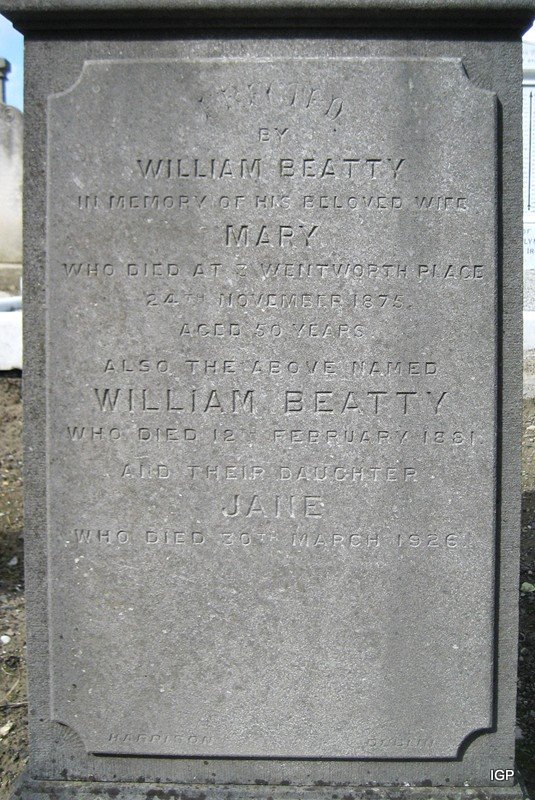 ERECTED
BY
WILLIAM BEATTY
IN MEMORY OF HIS BELOVED WIFE
MARY
WHO DIED AT 3 WENTWORTH PLACE
24TH NOVEMBER 1875.
AGED 50 YEARS.
ALSO THE ABOVE NAMED
WILLIAM BEATTY
WHO DIED 12TH FEBRUARY 1881.
AND THEIR DAUGHTER
JANE
WHO DIED 30TH MARCH 1926.
HARRISON DUBLIN
IGP